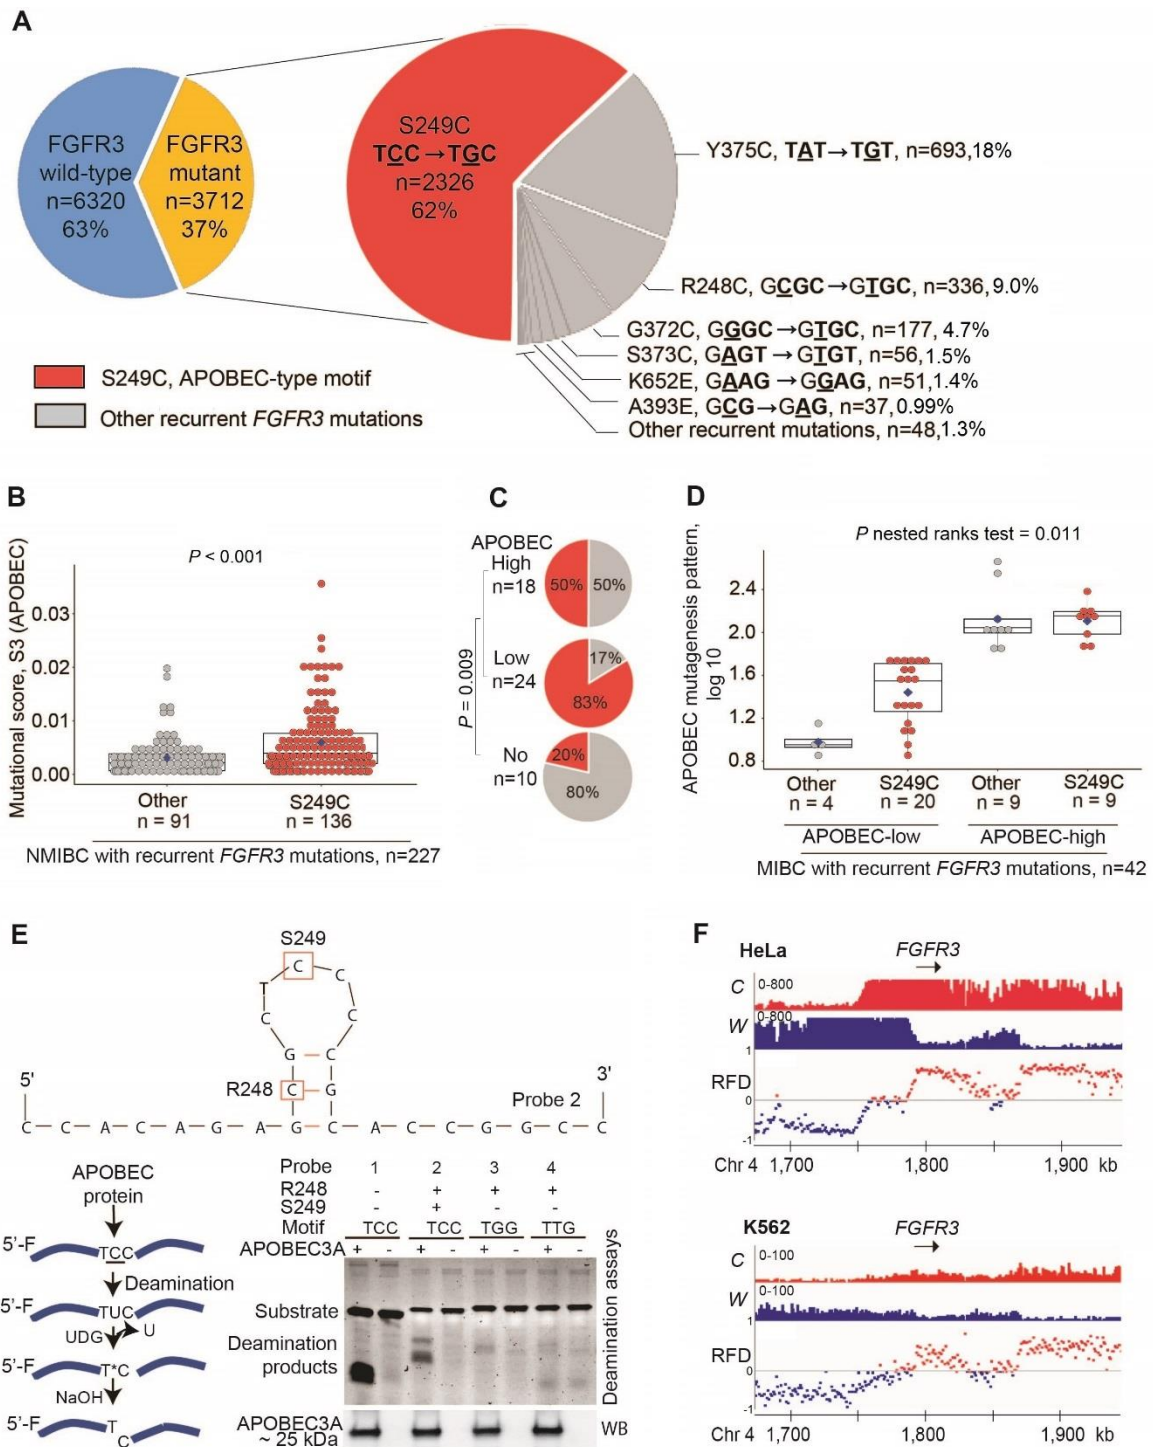 A
FGFR3
wild-type
n=6320
63%
FGFR3
mutant
n=3712
37%
S249C
TCC→TGC
n=2326
62%
Y375C, TAT→TGT, n=693,18%
R248C, GCGC→GTGC, n=336,9.0%
G372C, GGGC→GTGC, n=177, 4.7%
S373C, GAGT→GTGT, n=56,1.5%
K652E, GAAG→GGAG, n=51,1.4%
A393E, GCG→GAG, n=37,0.99%
Other recurrent mutations, n=48,1.3%
S249C, APOBEC-type motif
Other recurrent FGFR3 mutations
B
Mutational score, S3 (APOBEC)
P < 0.001
0.03
0.02
0.01
0.00
Other
n = 91
S249C
n = 136
NMIBC with recurrent FGFR3 mutations, n=227
C
APOBEC
High
n=18
50%
50%
Low
n=24
17%
83%
P = 0.009
No
n=10
20%
80%
D
APOBEC mutagenesis pattern,
log 10
P nested ranks test = 0.011
2.4
2.0
1.6
1.2
0.8
Other
n = 4
S249C
n = 20
Other
n = 9
S249C
n = 9
APOBEC-low
APOBEC-high
MIBC with recurrent FGFR3 mutations, n=42
E
S249
C
T
C
C
C
G
C
R248
C
G
5'
3'
Probe 2
C C A C A G A G C A C C G G C C
APOBEC
protein
5'-F
TCC
Deamination
5'-F
TUC
UDG
U
5'-F
T*C
NaOH
5'-F
T
C
Probe 1 2 3 4
R248 - + + +
S249 - + - -
Motif TCC TCC TGG TTG
APOBEC3A + - + - + - + -
Substrate
Deamination
products
Deamination assays
APOBEC3A
~ 25 kDa
WB
F
HeLa
FGFR3
C
0-800
W
0-800
1
RFD
0
-1
Chr 4 1,700 1,800 1,900 kb
K562
FGFR3
C
0-100
W
0-100
1
RFD
0
-1
Chr 4 1,700 1,800 1,900 kb